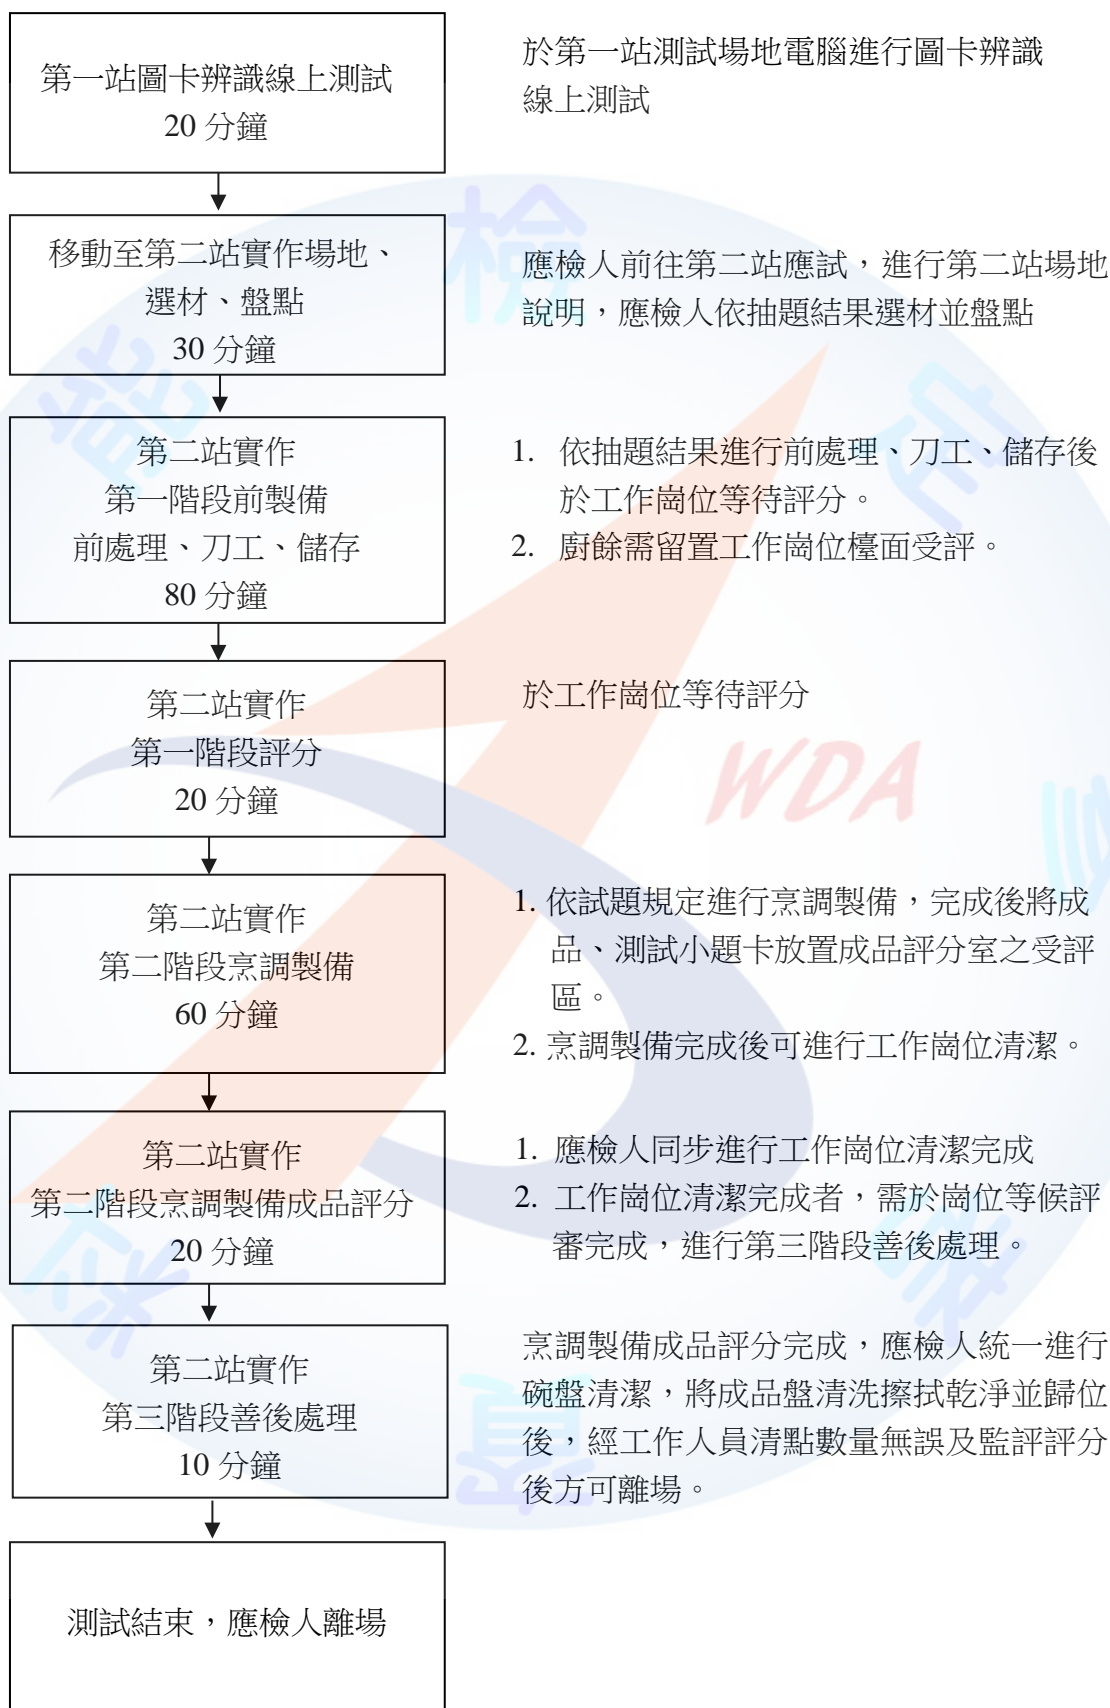 第一站圖卡辨識線上測試
20 分鐘
於第一站測試場地電腦進行圖卡辨識
線上測試
移動至第二站實作場地、
選材、盤點
30 分鐘
應檢人前往第二站應試，進行第二站場地
說明，應檢人依抽題結果選材並盤點
第二站實作
第一階段前製備
前處理、刀工、儲存
80 分鐘
1. 依抽題結果進行前處理、刀工、儲存後
於工作崗位等待評分。
2. 廚餘需留置工作崗位檯面受評。
第二站實作
第一階段評分
20 分鐘
於工作崗位等待評分
第二站實作
第二階段烹調製備
60 分鐘
1. 依試題規定進行烹調製備，完成後將成
品、測試小題卡放置成品評分室之受評
區。
2. 烹調製備完成後可進行工作崗位清潔。
第二站實作
第二階段烹調製備成品評分
20 分鐘
1. 應檢人同步進行工作崗位清潔完成
2. 工作崗位清潔完成者，需於崗位等候評
審完成，進行第三階段善後處理。
第二站實作
第三階段善後處理
10 分鐘
烹調製備成品評分完成，應檢人統一進行
碗盤清潔，將成品盤清洗擦拭乾淨並歸位
後，經工作人員清點數量無誤及監評評分
後方可離場。
測試結束，應檢人離場
能
檢
定
WDA